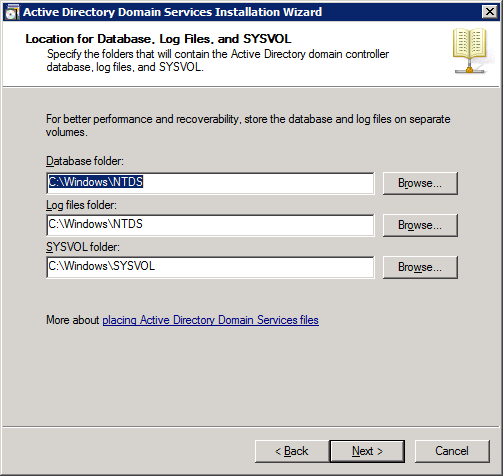 Active Directory Domain Services Installation Wizard
Location for Database, Log Files, and SYSVOL
Specify the folders that will contain the Active Directory domain controller
database, log files, and SYSVOL.
For better performance and recoverability, store the database and log files on separate
volumes.
Database folder:
C:\Windows\NTDS
Browse...
Log files folder:
C:\Windows\NTDS
Browse...
SYSVOL folder:
C:\Windows\SYSVOL
Browse...
More about placing Active Directory Domain Services files
< Back
Next >
Cancel